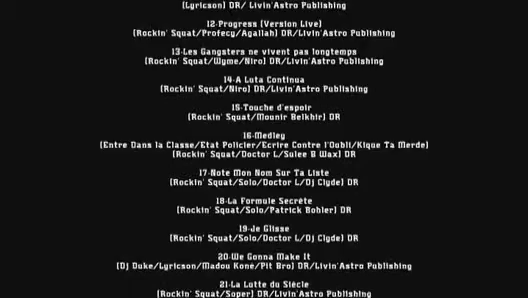 (Lyricson) DR/ Livin'Astro Publishing
12-Progress (Version Live)
(Rockin' Squat/Profecy/Agallah) DR/Livin'Astro Publishing
13-Les Gangsters ne vivent pas longtemps
(Rockin' Squat/Wyme/Niro) DR/Livin'Astro Publishing
14-A Luta Continua
(Rockin' Squat/Niro) DR/Livin'Astro Publishing
15-Touche d'espoir
(Rockin' Squat/Mounir Belkhir) DR
16-Medley
(Entre Dans la Classe/Etat Policier/Ecrire Contre l'Oubli/Kique Ta Merde)
(Rockin' Squat/Doctor L/Sulee B Wax) DR
17-Note Mon Nom Sur Ta Liste
(Rockin' Squat/Solo/Doctor L/Dj Clyde) DR
18-La Formule Secrète
(Rockin' Squat/Solo/Patrick Bohler) DR
19-Je Glisse
(Rockin' Squat/Solo/Doctor L/Dj Clyde) DR
20-We Gonna Make It
(Dj Duke/Lyricson/Madou Koné/Pit Bro) DR/Livin'Astro Publishing
21-La Lutte du Siècle
(Rockin' Squat/Soper) DR/Livin'Astro Publishing